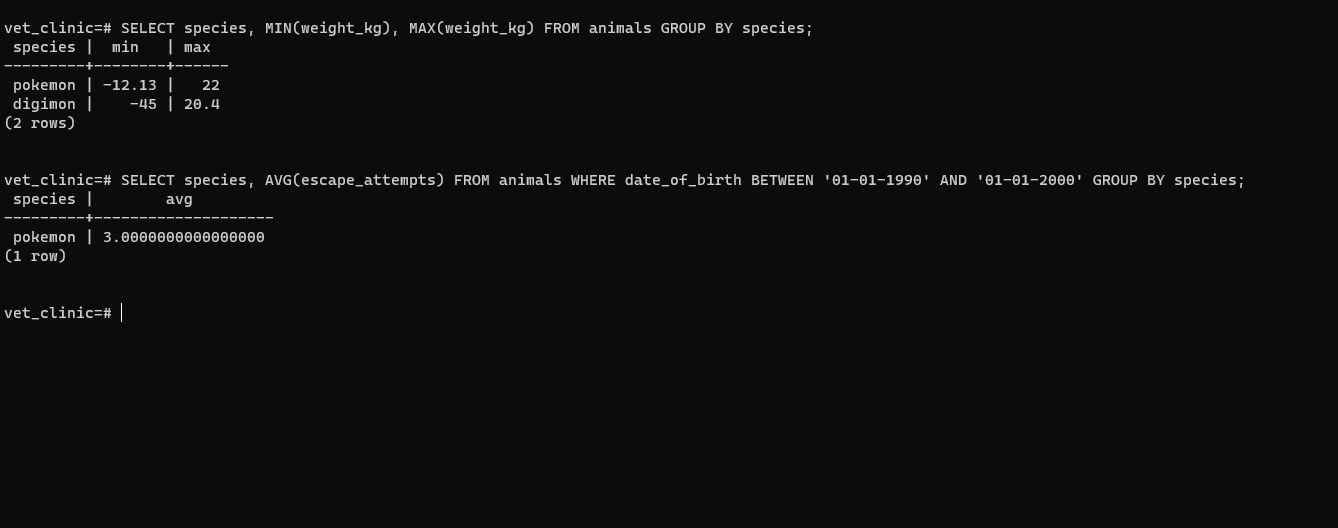 vet_clinic=# SELECT species, MIN(weight_kg), MAX(weight_kg) FROM animals GROUP BY species;
 species |  min   | max
---------+--------+------
 pokemon | -12.13 |   22
 digimon |    -45 | 20.4
(2 rows)
vet_clinic=# SELECT species, AVG(escape_attempts) FROM animals WHERE date_of_birth BETWEEN '01-01-1990' AND '01-01-2000' GROUP BY species;
 species |        avg
---------+--------------------
 pokemon | 3.0000000000000000
(1 row)
vet_clinic=#